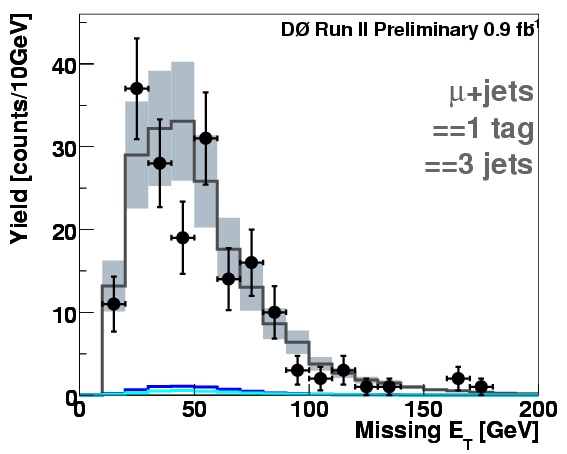 DØ Run II Preliminary 0.9 fb⁻¹
μ+jets
==1 tag
==3 jets
Yield [counts/10GeV]
40
30
20
10
0
0 50 100 150 200
Missing E_T [GeV]